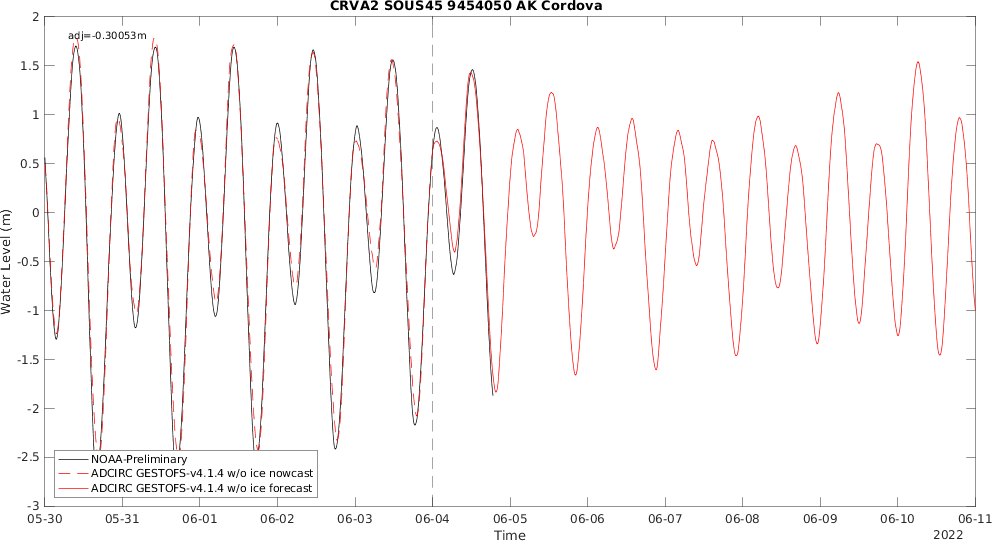 CRVA2 SOUS45 9454050 AK Cordova
adj=-0.30053m
2
1.5
1
0.5
0
-0.5
-1
-1.5
-2
-2.5
-3
Water Level (m)
NOAA-Preliminary
ADCIRC GESTOFS-v4.1.4 w/o ice nowcast
ADCIRC GESTOFS-v4.1.4 w/o ice forecast
05-30 05-31 06-01 06-02 06-03 06-04 06-05 06-06 06-07 06-08 06-09 06-10 06-11
Time
2022